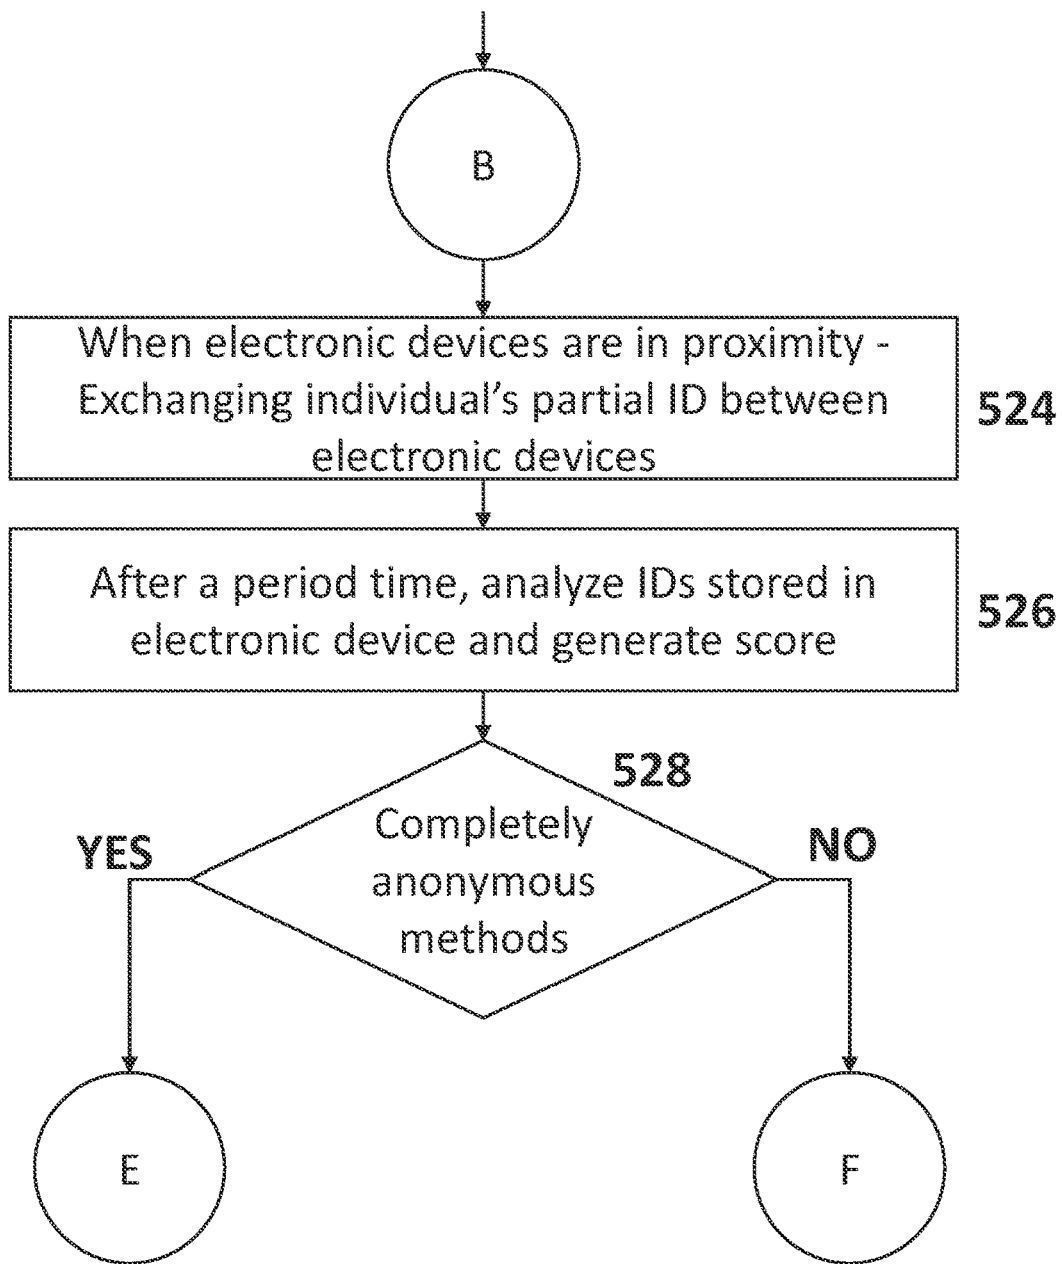 B
When electronic devices are in proximity -
Exchanging individual's partial ID between
electronic devices
524
After a period time, analyze IDs stored in
electronic device and generate score
526
528
Completely
anonymous
methods
YES
NO
E
F